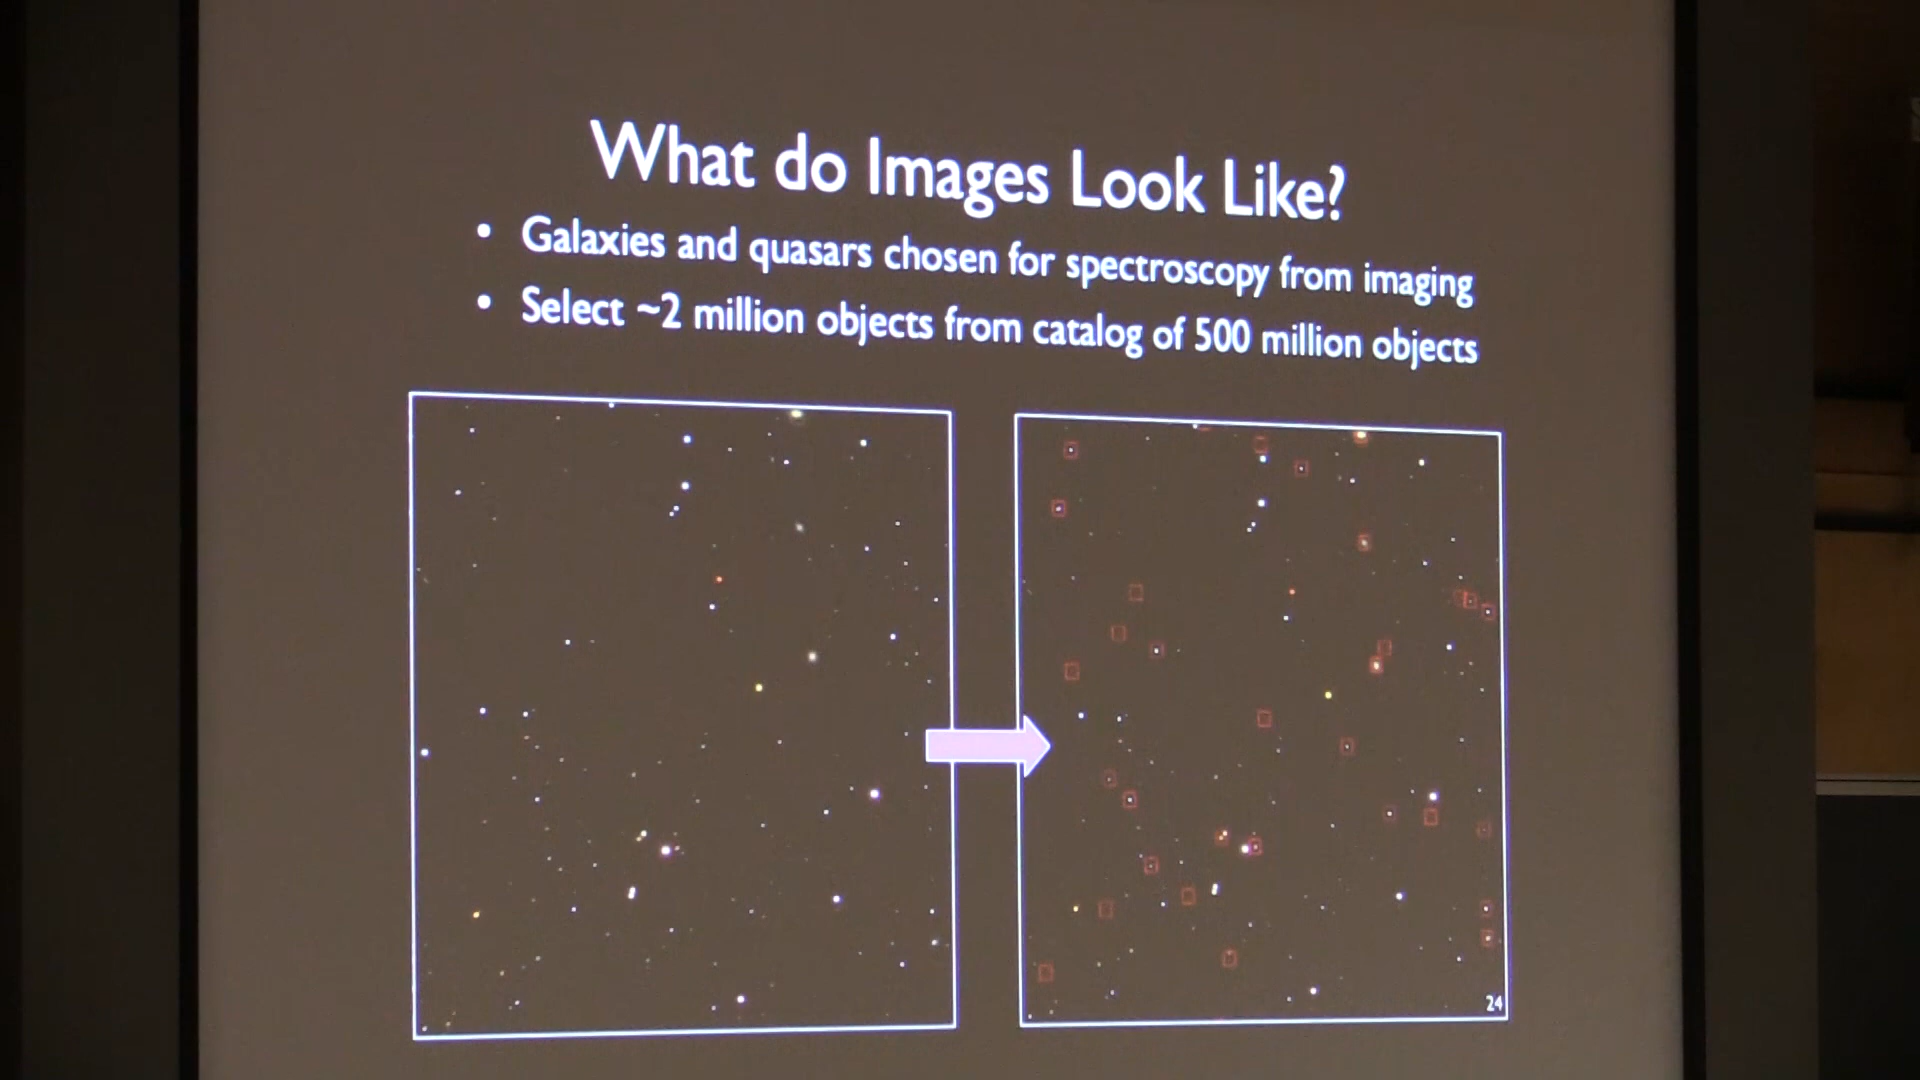 What do Images Look Like?
• Galaxies and quasars chosen for spectroscopy from imaging
• Select ~2 million objects from catalog of 500 million objects
24